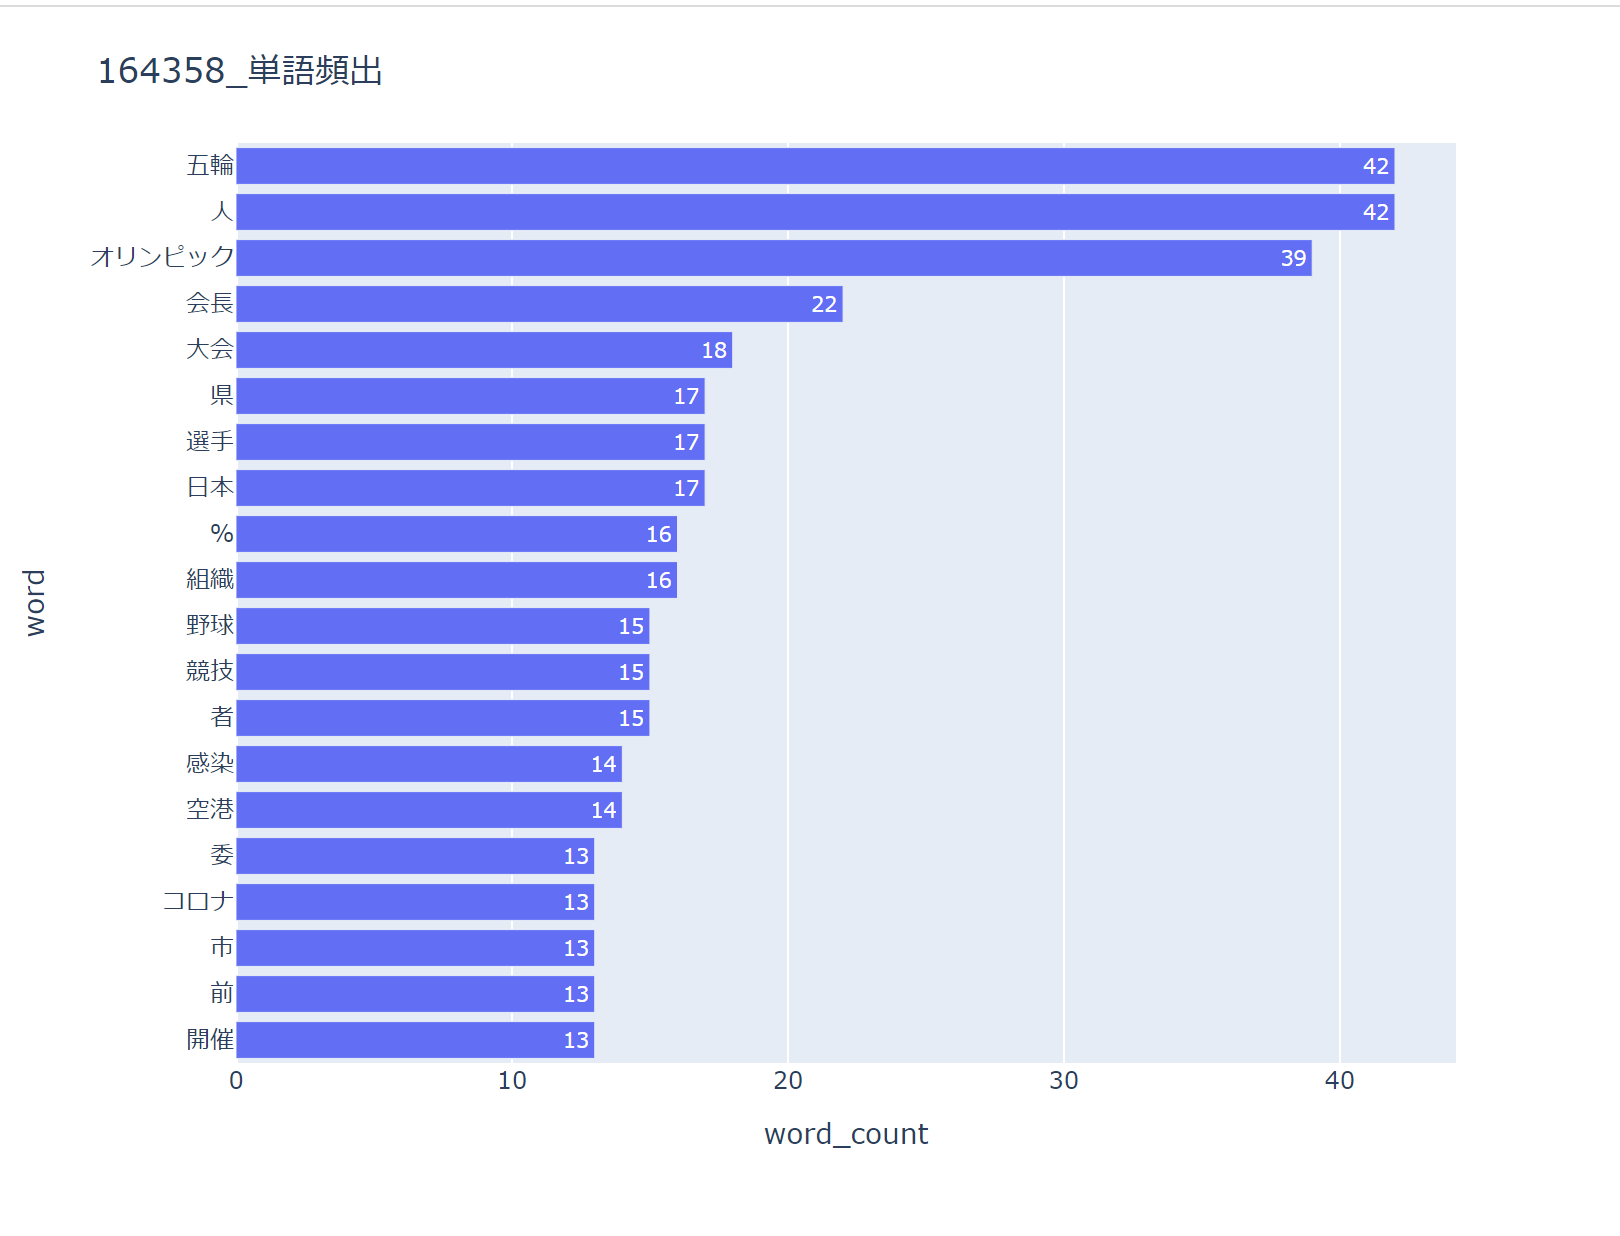 164358_単語頻出
五輪 42
人 42
オリンピック 39
会長 22
大会 18
県 17
選手 17
日本 17
% 16
組織 16
野球 15
競技 15
者 15
感染 14
空港 14
委 13
コロナ 13
市 13
前 13
開催 13
0 10 20 30 40
word_count
word